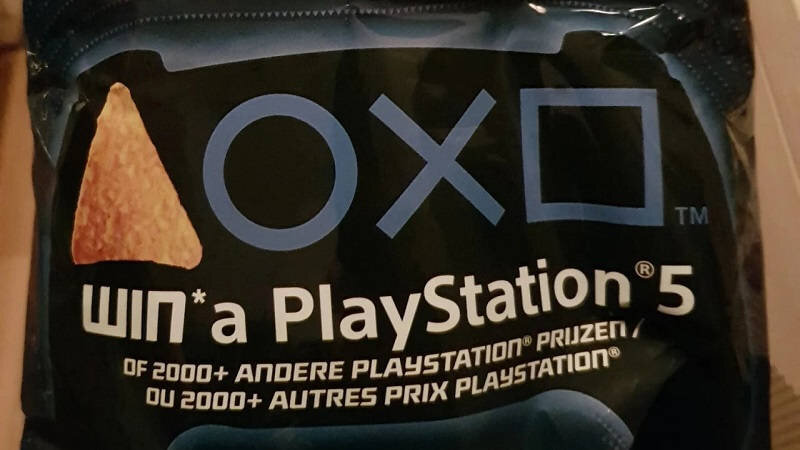 TM
WIN* a PlayStation®5
OF 2000+ ANDERE PLAYSTATION® PRIJZEN /
OU 2000+ AUTRES PRIX PLAYSTATION®